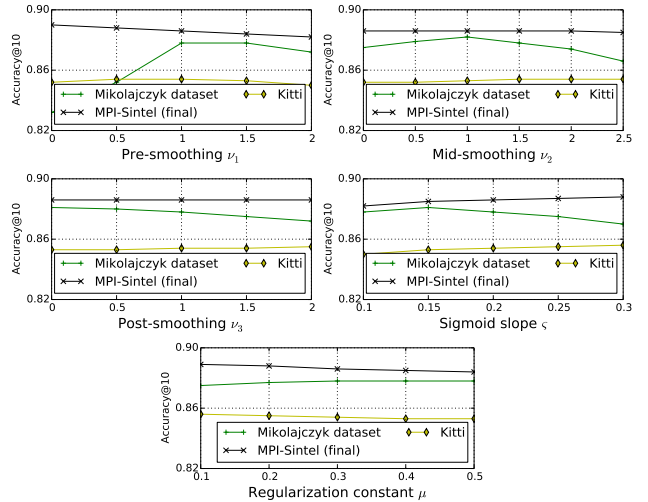 0.90
0.86
0.82
Accuracy@10
Mikolajczyk dataset
MPI-Sintel (final)
Kitti
0 0.5 1 1.5 2
Pre-smoothing ν₁
0.90
0.86
0.82
Accuracy@10
Mikolajczyk dataset
MPI-Sintel (final)
Kitti
0 0.5 1 1.5 2 2.5
Mid-smoothing ν₂
0.90
0.86
0.82
Accuracy@10
Mikolajczyk dataset
MPI-Sintel (final)
Kitti
0 0.5 1 1.5 2
Post-smoothing ν₃
0.90
0.86
0.82
Accuracy@10
Mikolajczyk dataset
MPI-Sintel (final)
Kitti
0.1 0.15 0.2 0.25 0.3
Sigmoid slope ς
0.90
0.86
0.82
Accuracy@10
Mikolajczyk dataset
MPI-Sintel (final)
Kitti
0.1 0.2 0.3 0.4 0.5
Regularization constant μ